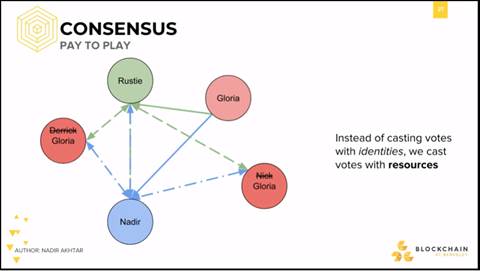 27
CONSENSUS
PAY TO PLAY
Rustie
Gloria
Derrick
Gloria
Instead of casting votes
with identities, we cast
votes with resources
Nick
Gloria
Nadir
AUTHOR: NADIR AKHTAR
BLOCKCHAIN
AT BERKELEY